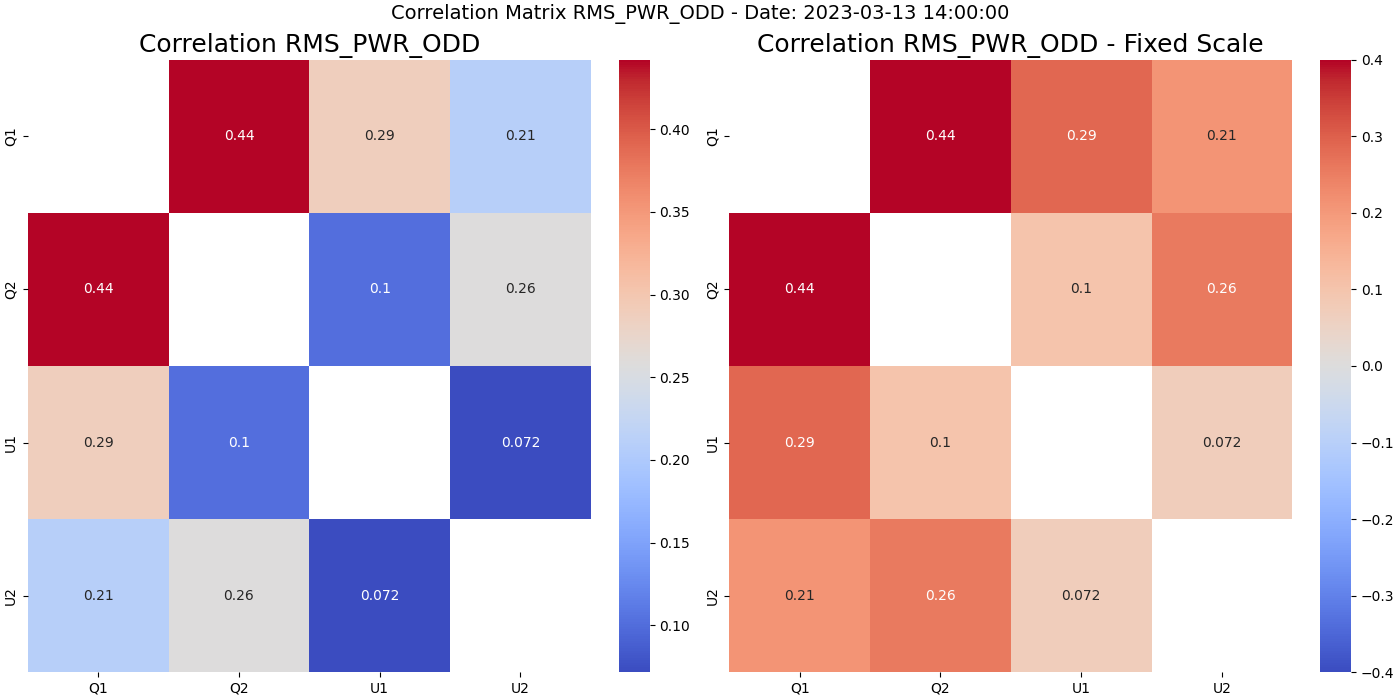 Correlation Matrix RMS_PWR_ODD - Date: 2023-03-13 14:00:00
Correlation RMS_PWR_ODD
Q1
0.44
0.29
0.21
Q2
0.44
0.1
0.26
U1
0.29
0.1
0.072
U2
0.21
0.26
0.072
Q1
Q2
U1
U2
0.40
0.35
0.30
0.25
0.20
0.15
0.10
Correlation RMS_PWR_ODD - Fixed Scale
Q1
0.44
0.29
0.21
Q2
0.44
0.1
0.26
U1
0.29
0.1
0.072
U2
0.21
0.26
0.072
Q1
Q2
U1
U2
0.4
0.3
0.2
0.1
0.0
−0.1
−0.2
−0.3
−0.4